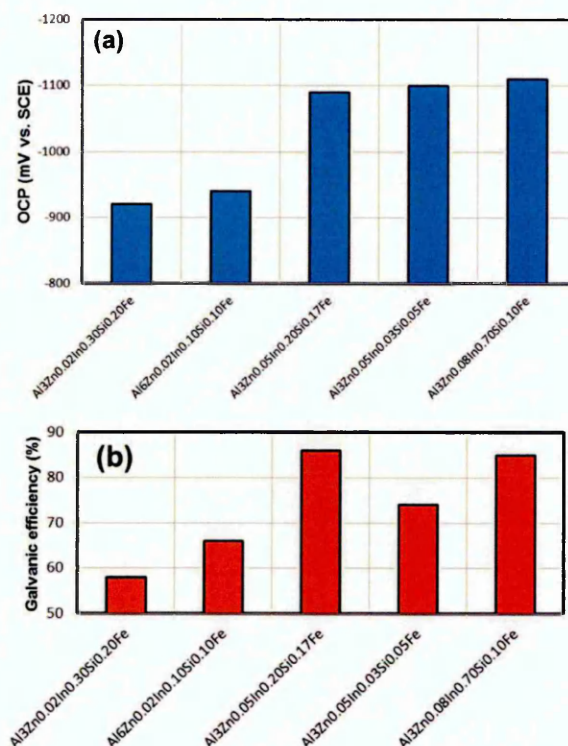 -1200
(a)
-1100
-1000
-900
-800
OCP (mV vs. SCE)
Al3Zn0.02In0.30Si0.20Fe
Al6Zn0.02In0.10Si0.10Fe
Al3Zn0.05In0.20Si0.17Fe
Al3Zn0.05In0.03Si0.05Fe
Al3Zn0.08In0.70Si0.10Fe
90
(b)
80
70
60
50
Galvanic efficiency (%)
Al3Zn0.02In0.30Si0.20Fe
Al6Zn0.02In0.10Si0.10Fe
Al3Zn0.05In0.20Si0.17Fe
Al3Zn0.05In0.03Si0.05Fe
Al3Zn0.08In0.70Si0.10Fe